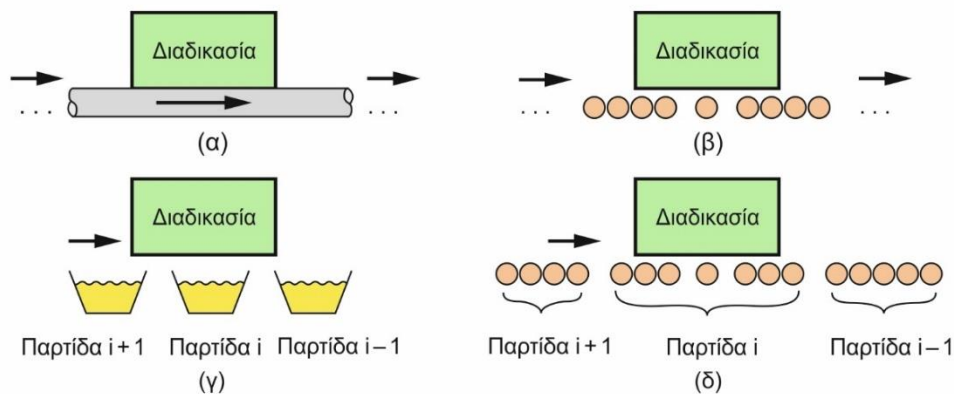 Διαδικασία
Διαδικασία
. . .
. . .
. . .
. . .
(α)
(β)
Διαδικασία
Διαδικασία
Παρτίδα i + 1
Παρτίδα i
Παρτίδα i – 1
Παρτίδα i + 1
Παρτίδα i
Παρτίδα i – 1
(γ)
(δ)